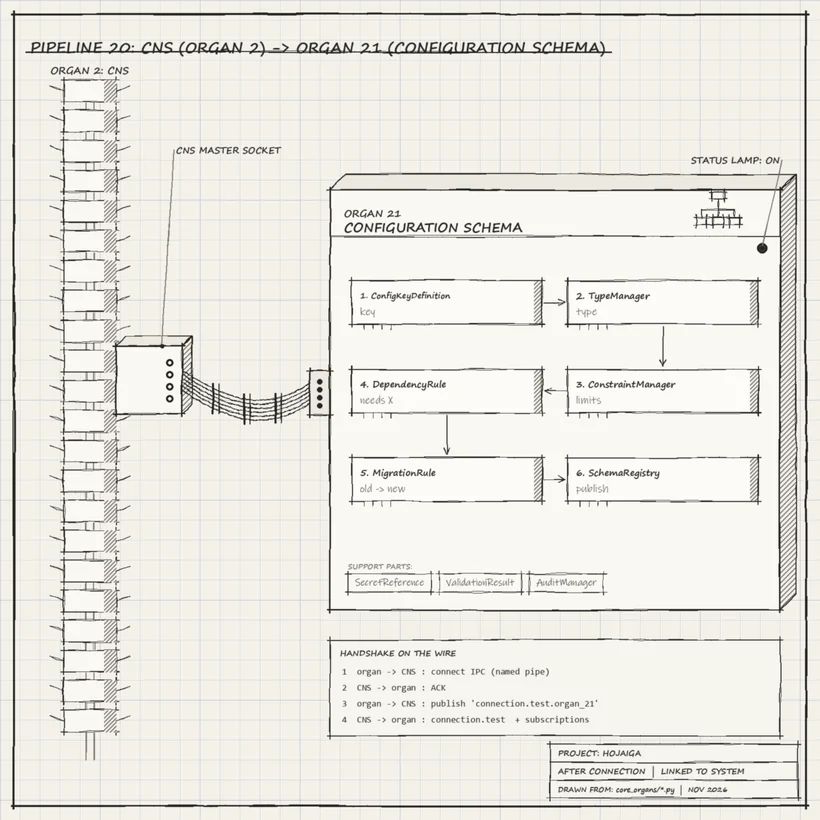 PIPELINE 20: CNS (ORGAN 2) -> ORGAN 21 (CONFIGURATION SCHEMA)
ORGAN 2: CNS
CNS MASTER SOCKET
STATUS LAMP: ON
ORGAN 21
CONFIGURATION SCHEMA
1. ConfigKeyDefinition
key
2. TypeManager
type
4. DependencyRule
needs X
3. ConstraintManager
limits
5. MigrationRule
old -> new
6. SchemaRegistry
publish
SUPPORT PARTS:
SecretReference
ValidationResult
AuditManager
HANDSHAKE ON THE WIRE
1 organ -> CNS : connect IPC (named pipe)
2 CNS -> organ : ACK
3 organ -> CNS : publish 'connection.test.organ_21'
4 CNS -> organ : connection.test + subscriptions
PROJECT: HOJAIGA
AFTER CONNECTION | LINKED TO SYSTEM
DRAWN FROM: core_organs/*.py | NOV 2026